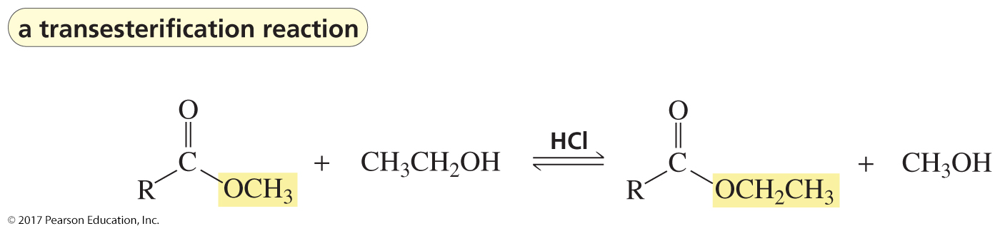 a transesterification reaction
O O
C + CH₃CH₂OH HCl C + CH₃OH
R OCH₃ R OCH₂CH₃
© 2017 Pearson Education, Inc.